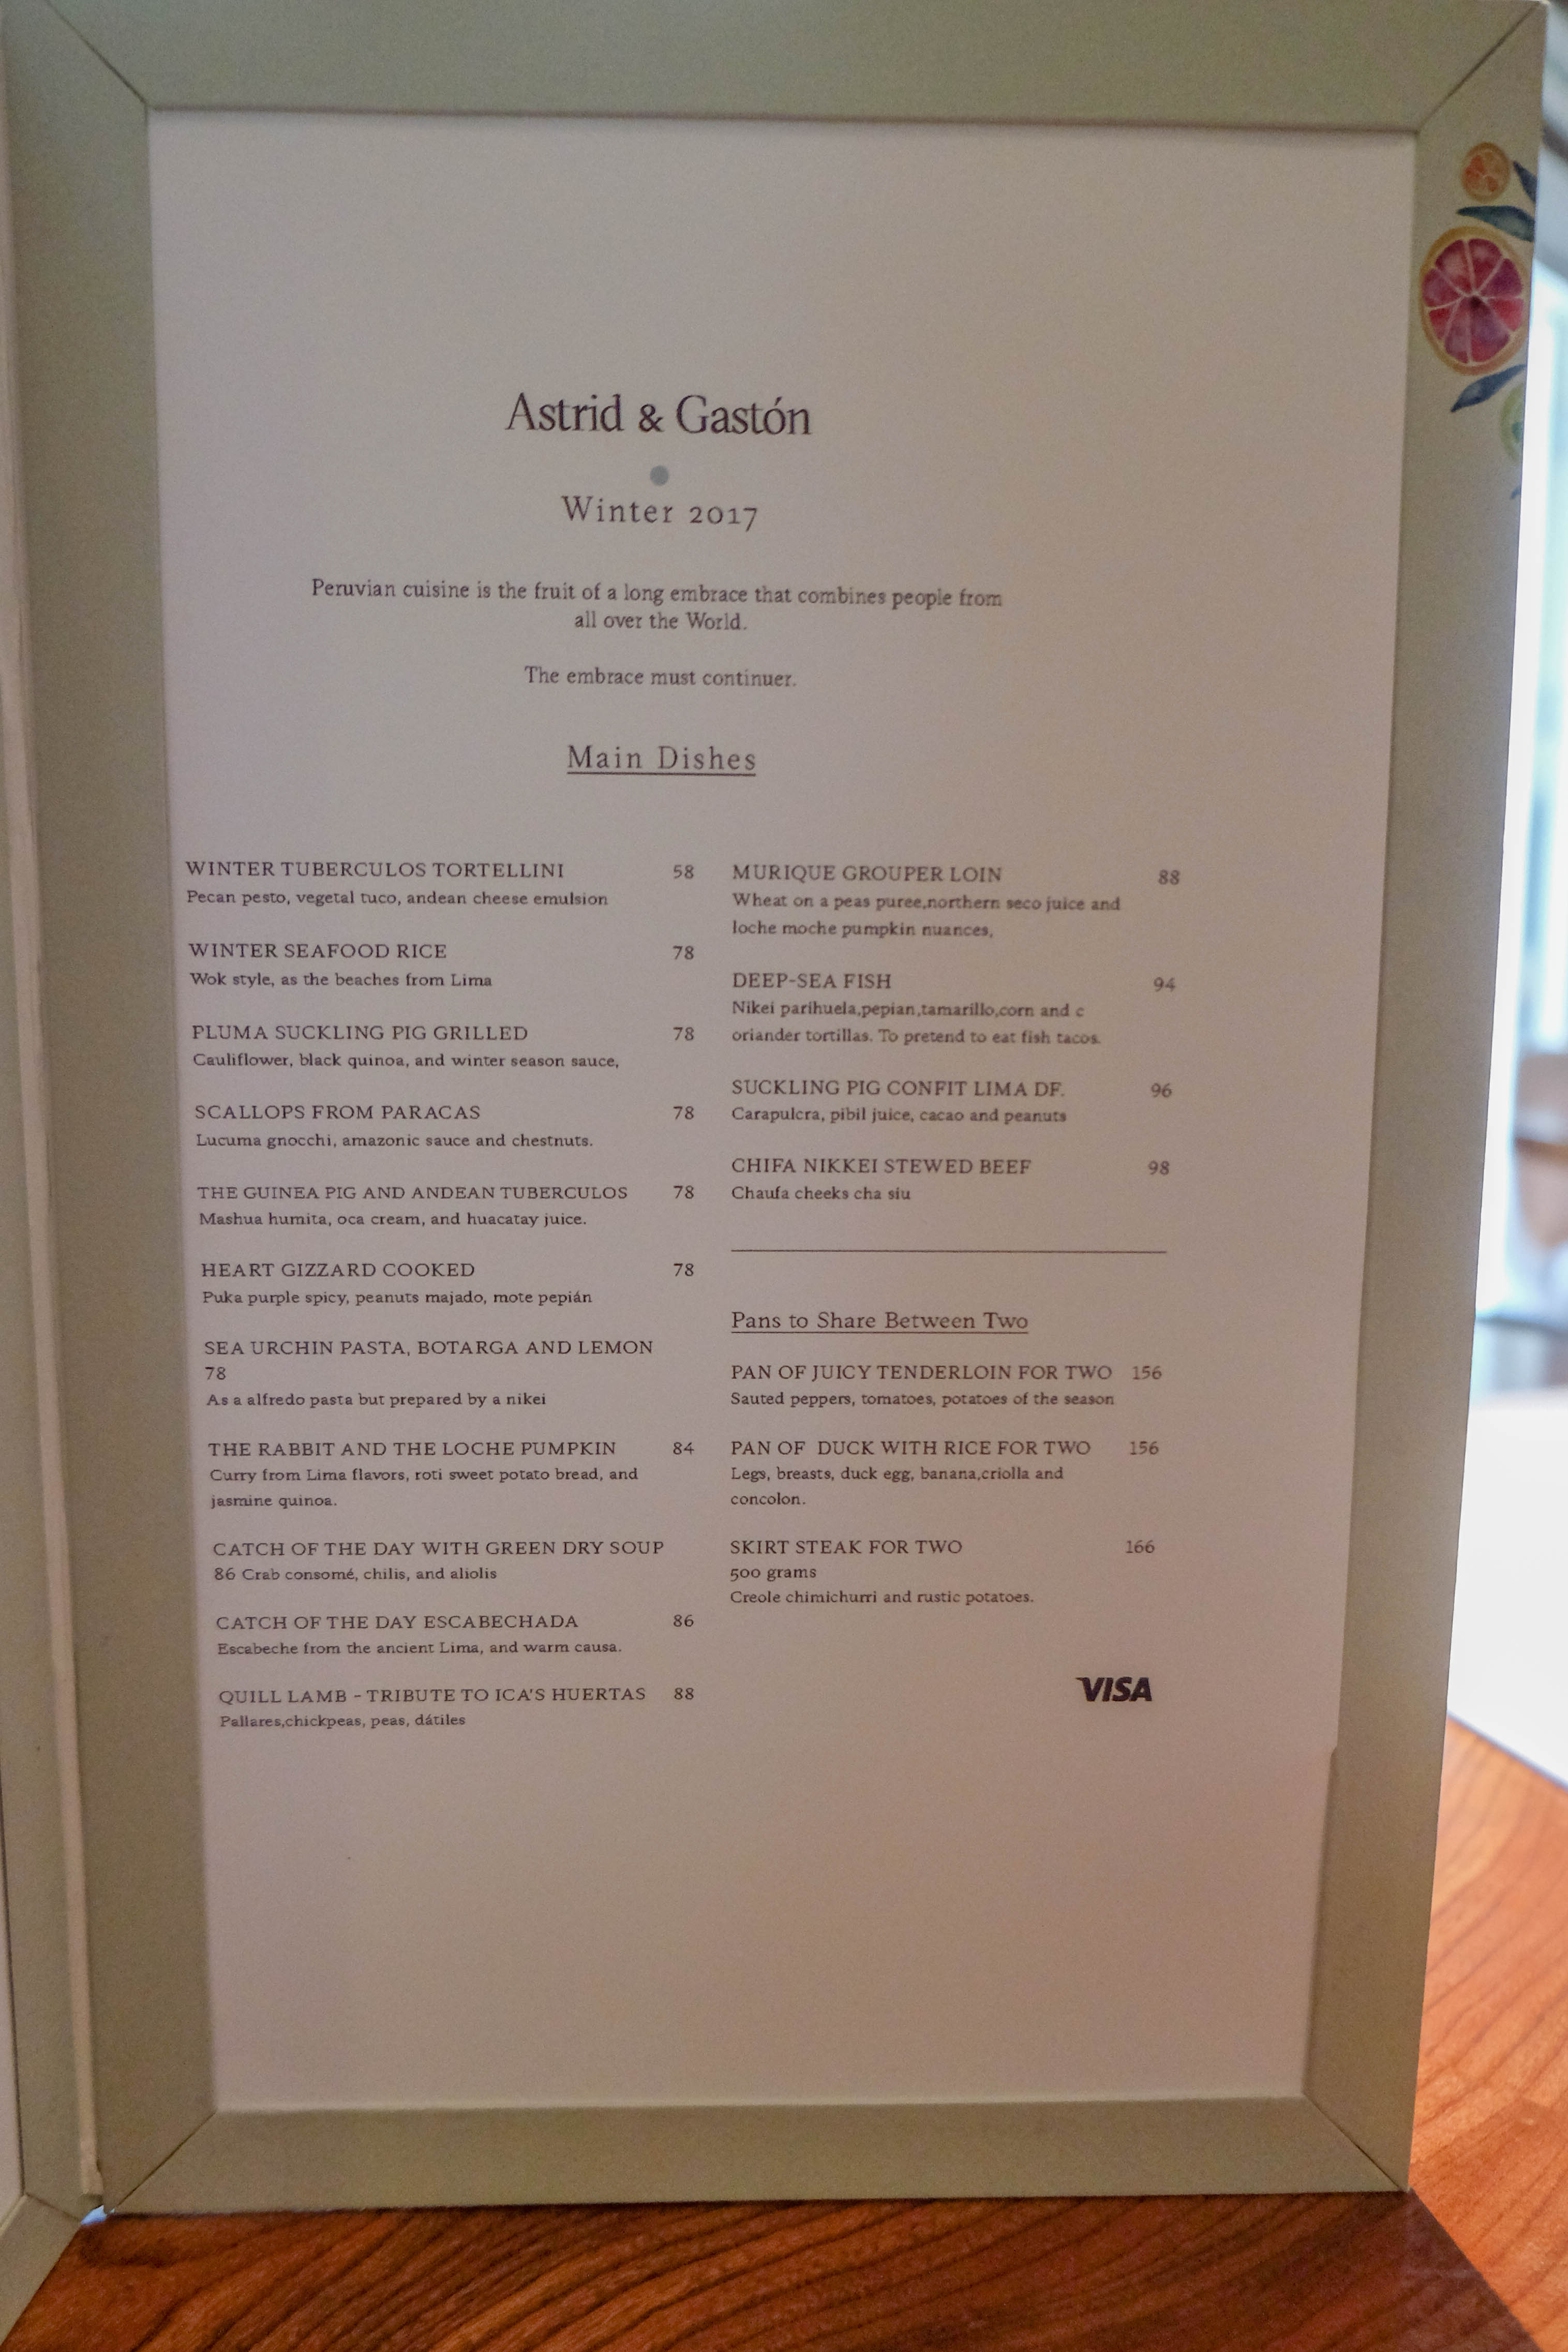 Astrid & Gastón
Winter 2017
Peruvian cuisine is the fruit of a long embrace that combines people from
all over the World.
The embrace must continuer.
Main Dishes
WINTER TUBERCULOS TORTELLINI 58
Pecan pesto, vegetal tuco, andean cheese emulsion
WINTER SEAFOOD RICE 78
Wok style, as the beaches from Lima
PLUMA SUCKLING PIG GRILLED 78
Cauliflower, black quinoa, and winter season sauce,
SCALLOPS FROM PARACAS 78
Lucuma gnocchi, amazonic sauce and chestnuts.
THE GUINEA PIG AND ANDEAN TUBERCULOS 78
Mashua humita, oca cream, and huacatay juice.
HEART GIZZARD COOKED 78
Puka purple spicy, peanuts majado, mote pepián
SEA URCHIN PASTA, BOTARGA AND LEMON
78
As a alfredo pasta but prepared by a nikei
THE RABBIT AND THE LOCHE PUMPKIN 84
Curry from Lima flavors, roti sweet potato bread, and
jasmine quinoa.
CATCH OF THE DAY WITH GREEN DRY SOUP
86 Crab consomé, chilis, and aliolis
CATCH OF THE DAY ESCABECHADA 86
Escabeche from the ancient Lima, and warm causa.
QUILL LAMB - TRIBUTE TO ICA'S HUERTAS 88
Pallares,chickpeas, peas, dátiles
MURIQUE GROUPER LOIN 88
Wheat on a peas puree,northern seco juice and
loche moche pumpkin nuances,
DEEP-SEA FISH 94
Nikei parihuela,pepian,tamarillo,corn and c
oriander tortillas. To pretend to eat fish tacos.
SUCKLING PIG CONFIT LIMA DF. 96
Carapulcra, pibil juice, cacao and peanuts
CHIFA NIKKEI STEWED BEEF 98
Chaufa cheeks cha siu
Pans to Share Between Two
PAN OF JUICY TENDERLOIN FOR TWO 156
Sauted peppers, tomatoes, potatoes of the season
PAN OF DUCK WITH RICE FOR TWO 156
Legs, breasts, duck egg, banana,criolla and
concolon.
SKIRT STEAK FOR TWO 166
500 grams
Creole chimichurri and rustic potatoes.
VISA